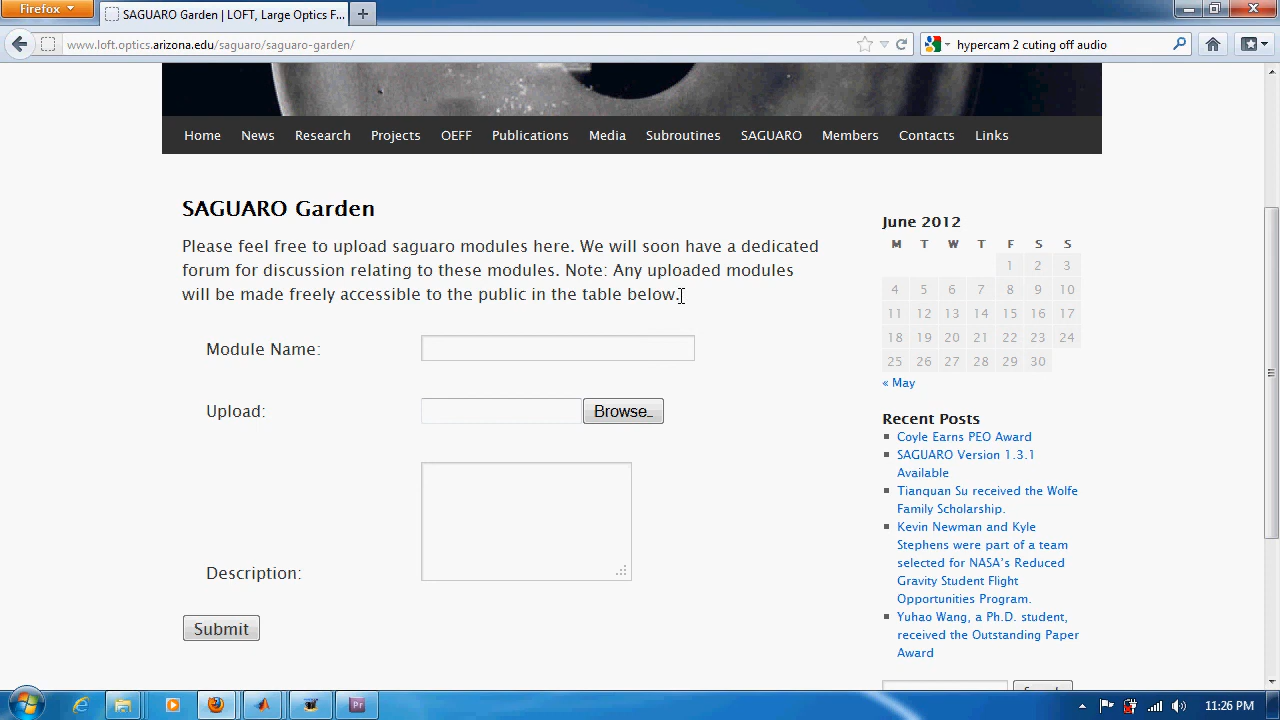 Firefox
SAGUARO Garden | LOFT, Large Optics F...
www.loft.optics.arizona.edu/saguaro/saguaro-garden/
hypercam 2 cuting off audio
Home News Research Projects OEFF Publications Media Subroutines SAGUARO Members Contacts Links
SAGUARO Garden
Please feel free to upload saguaro modules here. We will soon have a dedicated
forum for discussion relating to these modules. Note: Any uploaded modules
will be made freely accessible to the public in the table below.
Module Name:
Upload:
Browse_
Description:
Submit
June 2012
M T W T F S S
1 2 3
4 5 6 7 8 9 10
11 12 13 14 15 16 17
18 19 20 21 22 23 24
25 26 27 28 29 30
« May
Recent Posts
Coyle Earns PEO Award
SAGUARO Version 1.3.1
Available
Tianquan Su received the Wolfe
Family Scholarship.
Kevin Newman and Kyle
Stephens were part of a team
selected for NASA's Reduced
Gravity Student Flight
Opportunities Program.
Yuhao Wang, a Ph.D. student,
received the Outstanding Paper
Award
Pr
11:26 PM